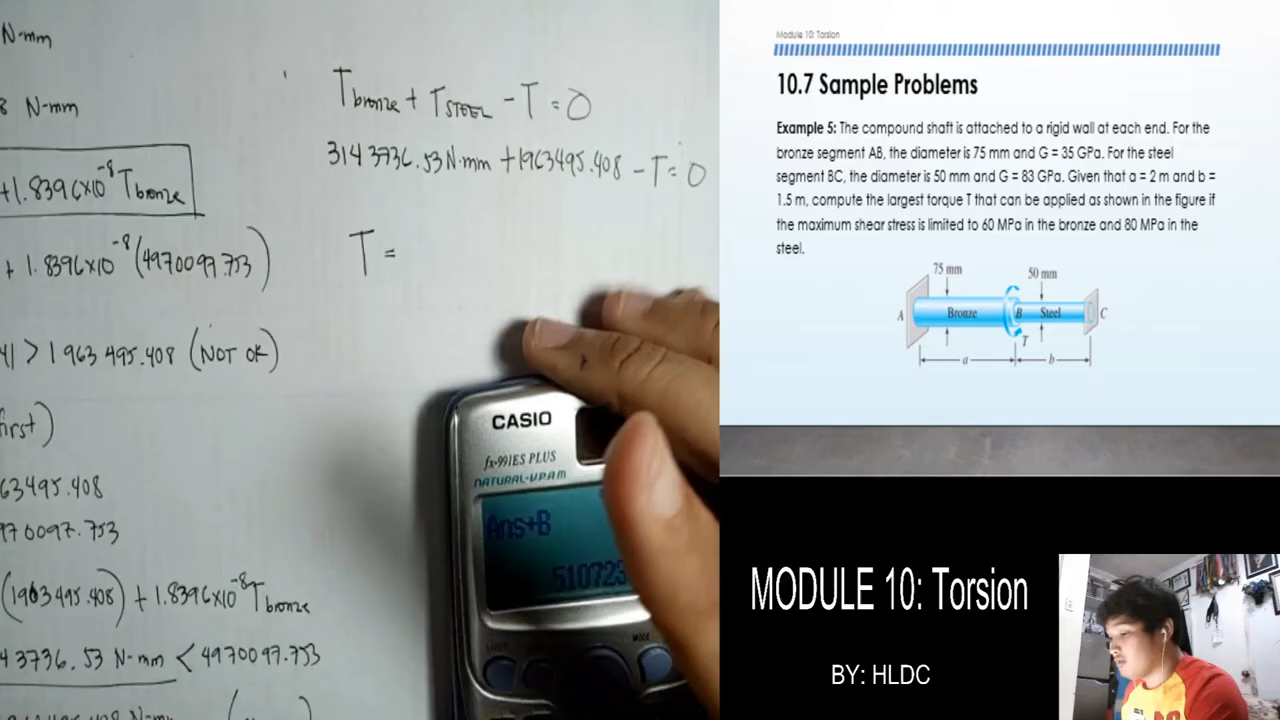 N-mm
8 N-mm
+1.8396x10^-8 Tbronze
+ 1.8396x10^-8 (4970097.753)
41 > 1963495.408 (NOT OK)
first)
63495.408
970097.753
(1963495.408) + 1.8396x10^-8 Tbronze
43736.53 N-mm < 4970097.753
Tbronze + TSTEEL - T = 0
3143736.53 N-mm + 1963495.408 - T = 0
T =
CASIO
fx-991ES PLUS
NATURAL-V.P.A.M.
Ans+B
510723
MODE
Module 10: Torsion
10.7 Sample Problems
Example 5: The compound shaft is attached to a rigid wall at each end. For the
bronze segment AB, the diameter is 75 mm and G = 35 GPa. For the steel
segment BC, the diameter is 50 mm and G = 83 GPa. Given that a = 2 m and b =
1.5 m, compute the largest torque T that can be applied as shown in the figure if
the maximum shear stress is limited to 60 MPa in the bronze and 80 MPa in the
steel.
75 mm 50 mm
A Bronze B Steel C
T
a b
MODULE 10: Torsion
BY: HLDC